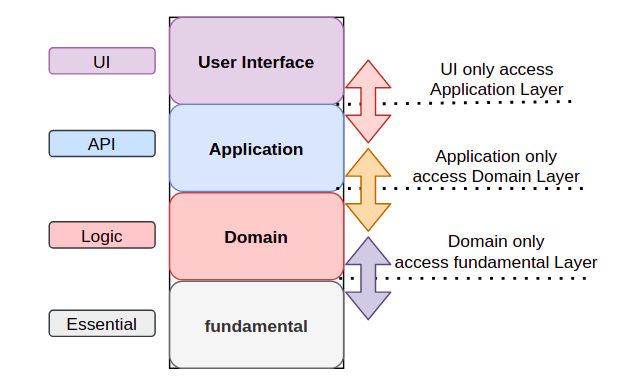 UI
User Interface
UI only access
Application Layer
API
Application
Application only
access Domain Layer
Logic
Domain
Domain only
access fundamental Layer
Essential
fundamental